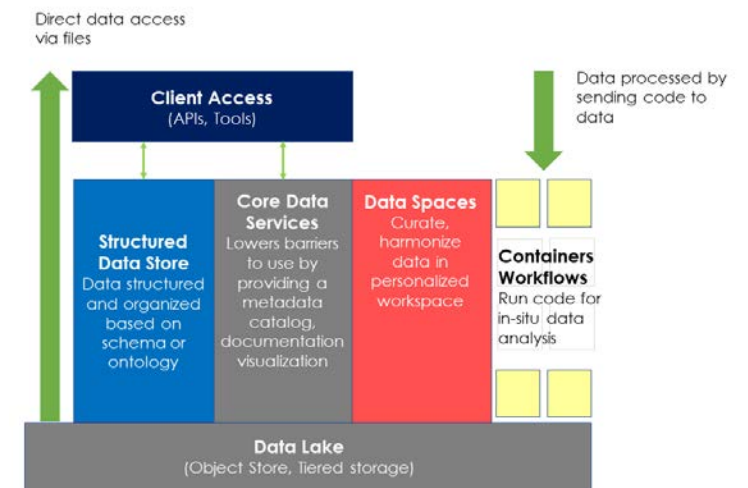 Direct data access
via files
Client Access
(APIs, Tools)
Data processed by
sending code to
data
Structured
Data Store
Data structured
and organized
based on
schema or
ontology
Core Data
Services
Lowers barriers
to use by
providing a
metadata
catalog,
documentation
visualization
Data Spaces
Curate,
harmonize
data in
personalized
workspace
Containers
Workflows
Run code for
in-situ data
analysis
Data Lake
(Object Store, Tiered storage)